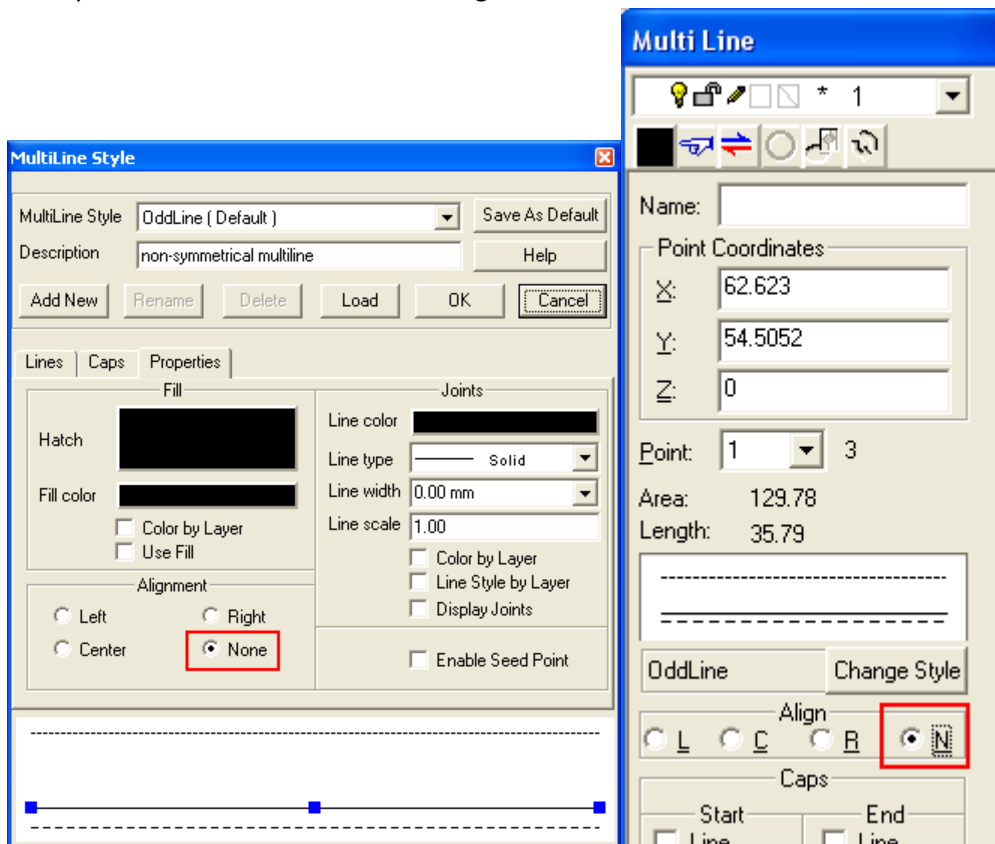 MultiLine Style
MultiLine Style OddLine ( Default ) Save As Default
Description non-symmetrical multiline Help
Add New Rename Delete Load OK Cancel
Lines Caps Properties
Fill
Hatch
Fill color
Color by Layer
Use Fill
Joints
Line color
Line type Solid
Line width 0.00 mm
Line scale 1.00
Color by Layer
Line Style by Layer
Display Joints
Alignment
Left Right
Center None
Enable Seed Point
Multi Line
* 1
Name:
Point Coordinates
X: 62.623
Y: 54.5052
Z: 0
Point: 1 3
Area: 129.78
Length: 35.79
OddLine Change Style
Align
L C R N
Caps
Start End
Line Line